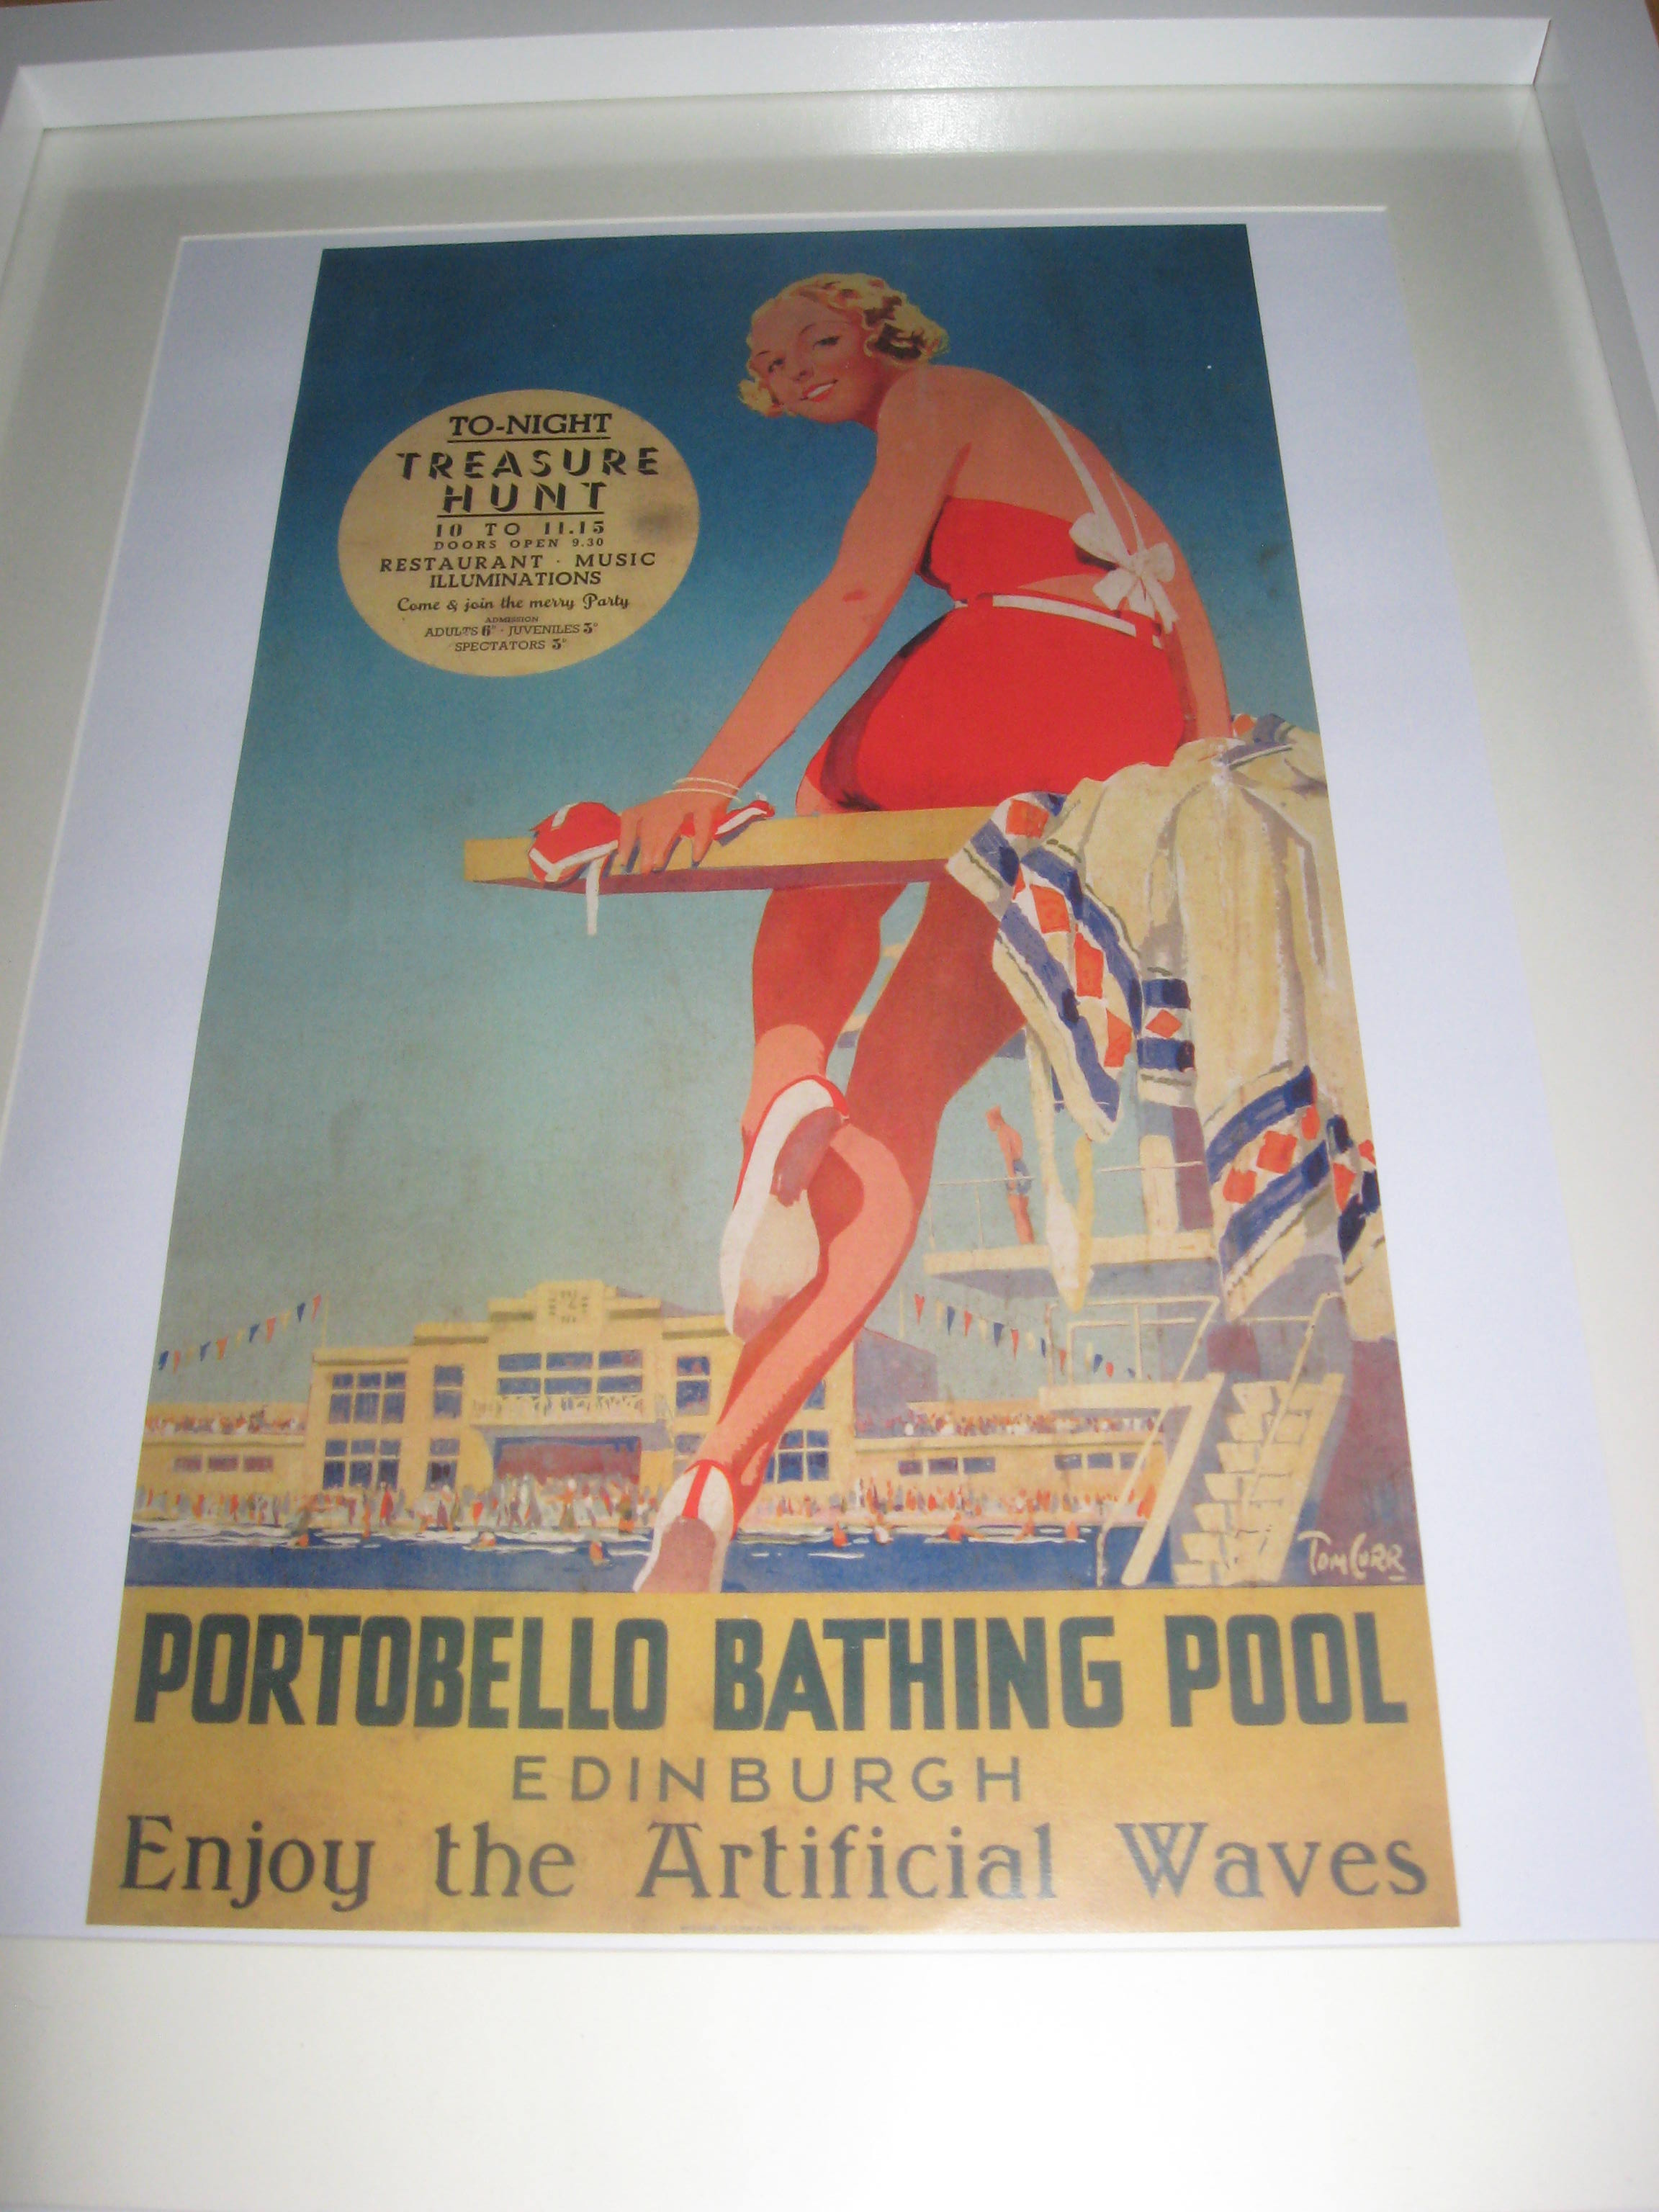 TO-NIGHT
TREASURE
HUNT
10 TO 11.15
DOORS OPEN 9.30
RESTAURANT · MUSIC
ILLUMINATIONS
Come & join the merry Party
ADMISSION
ADULTS 6ᴰ · JUVENILES 3ᴰ
SPECTATORS 3ᴰ
TOM CURR
PORTOBELLO BATHING POOL
EDINBURGH
Enjoy the Artificial Waves